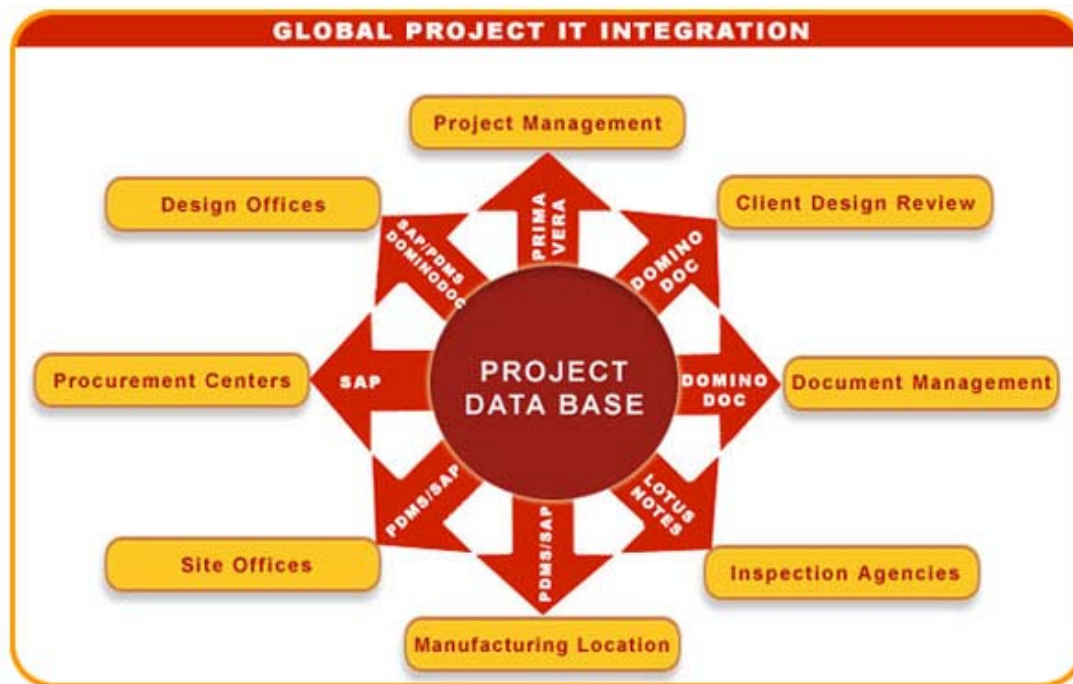 GLOBAL PROJECT IT INTEGRATION
Project Management
Design Offices
Client Design Review
PRIMA
VERA
SAP/PDMS
DOMINODOC
DOMINO
DOC
Procurement Centers
SAP
PROJECT
DATA BASE
DOMINO
DOC
Document Management
PDMS/SAP
PDMS/SAP
LOTUS
NOTES
Site Offices
Inspection Agencies
Manufacturing Location